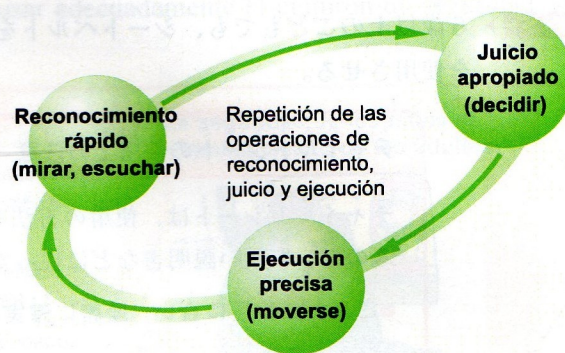 Reconocimiento
rápido
(mirar, escuchar)
Juicio
apropiado
(decidir)
Repetición de las
operaciones de
reconocimiento,
juicio y ejecución
Ejecución
precisa
(moverse)